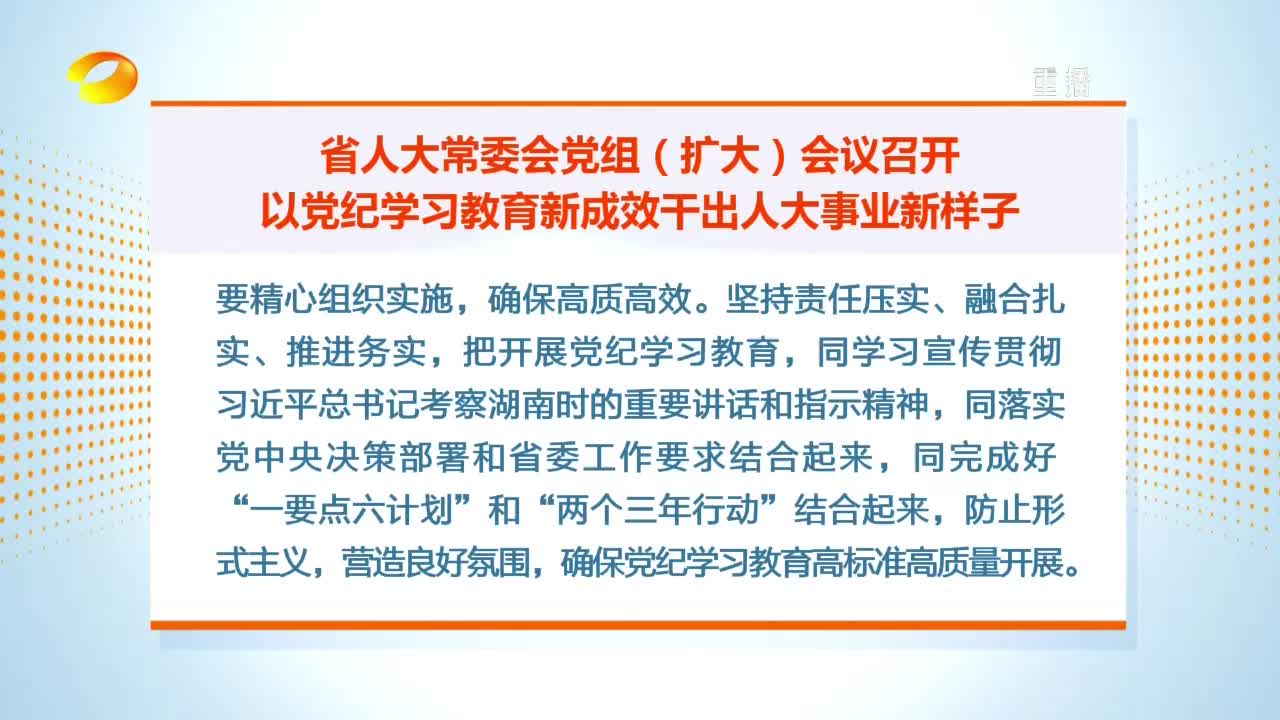 重播
省人大常委会党组（扩大）会议召开
以党纪学习教育新成效干出人大事业新样子
要精心组织实施，确保高质高效。坚持责任压实、融合扎
实、推进务实，把开展党纪学习教育，同学习宣传贯彻
习近平总书记考察湖南时的重要讲话和指示精神，同落实
党中央决策部署和省委工作要求结合起来，同完成好
“一要点六计划”和“两个三年行动”结合起来，防止形
式主义，营造良好氛围，确保党纪学习教育高标准高质量开展。